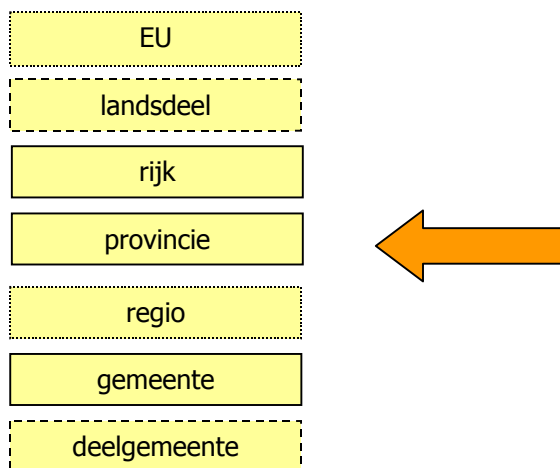 EU
landsdeel
rijk
provincie
regio
gemeente
deelgemeente